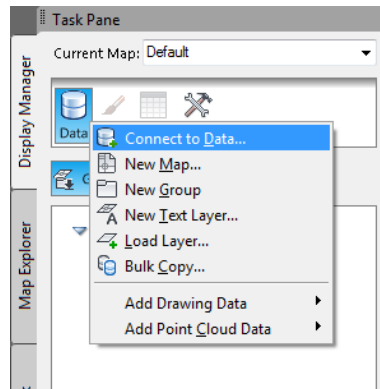 Task Pane
Current Map: Default
Display Manager
Data
Connect to Data...
New Map...
New Group
New Text Layer...
Load Layer...
Bulk Copy...
Map Explorer
Add Drawing Data
Add Point Cloud Data